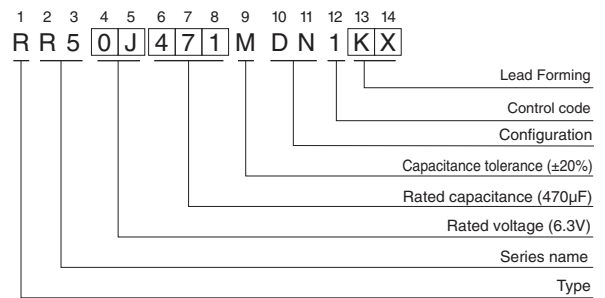 1 2 3 4 5 6 7 8 9 10 11 12 13 14
R R 5 0 J 4 7 1 M D N 1 K X
Lead Forming
Control code
Configuration
Capacitance tolerance (±20%)
Rated capacitance (470µF)
Rated voltage (6.3V)
Series name
Type